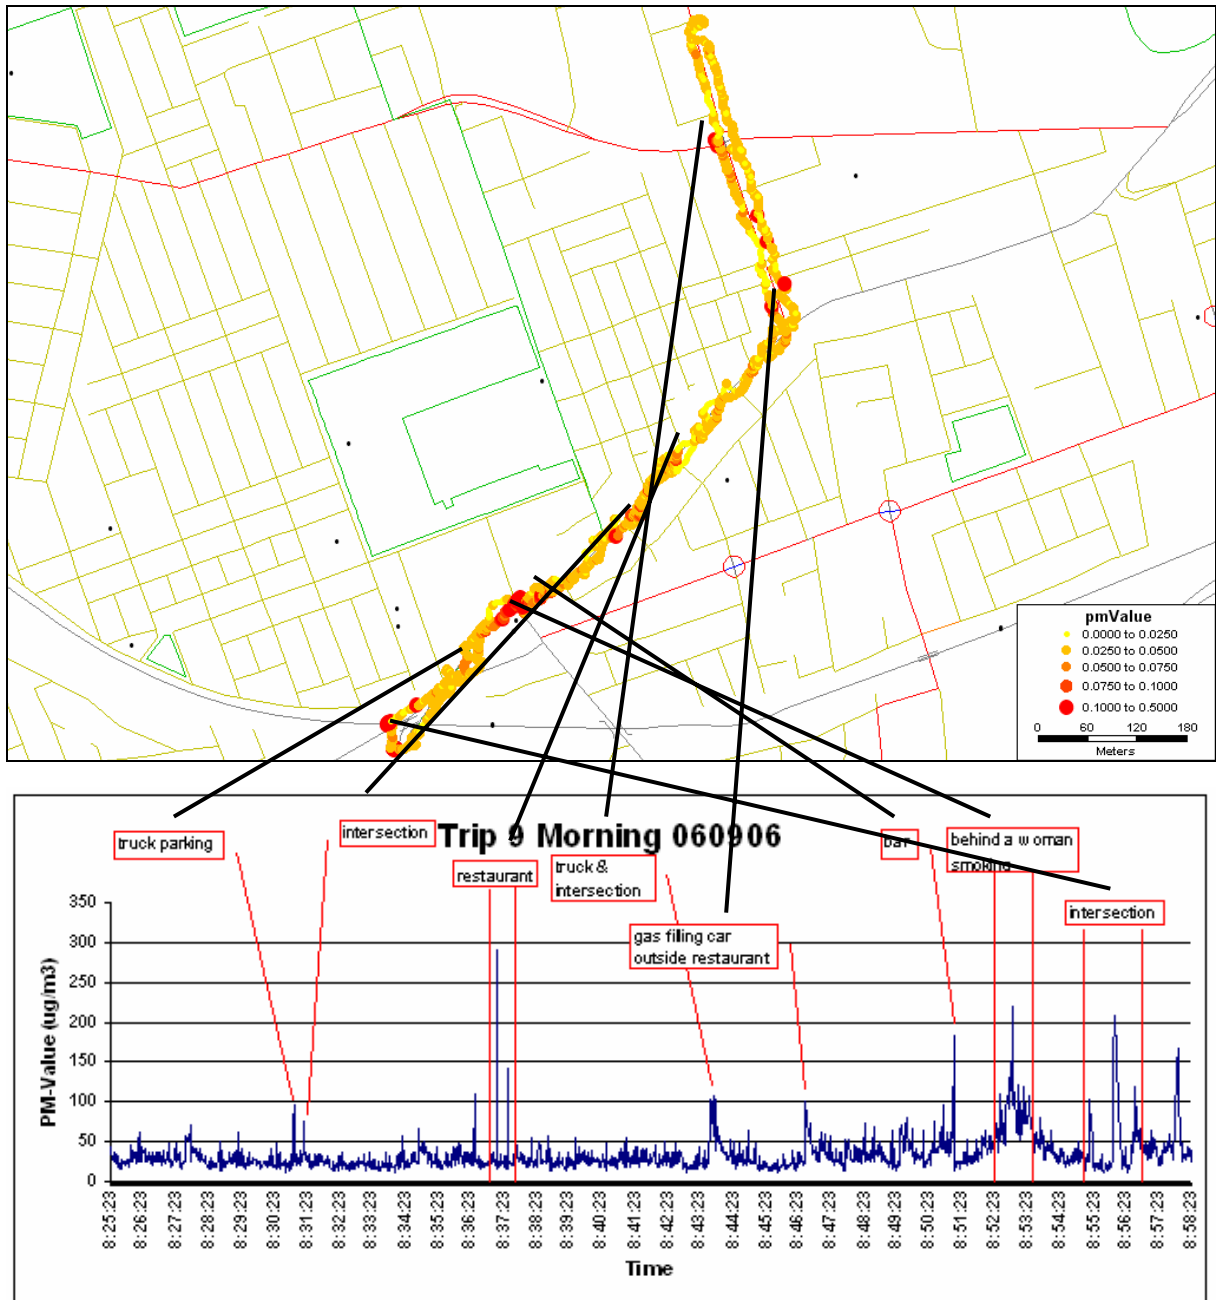 pmValue
0.0000 to 0.0250
0.0250 to 0.0500
0.0500 to 0.0750
0.0750 to 0.1000
0.1000 to 0.5000
0 60 120 180
Meters
Trip 9 Morning 060906
truck parking
intersection
restaurant
truck &
intersection
gas filling car
outside restaurant
bar
behind a woman
smoking
intersection
PM-Value (ug/m3)
350
300
250
200
150
100
50
0
8:25:23
8:26:23
8:27:23
8:28:23
8:29:23
8:30:23
8:31:23
8:32:23
8:33:23
8:34:23
8:35:23
8:36:23
8:37:23
8:38:23
8:39:23
8:40:23
8:41:23
8:42:23
8:43:23
8:44:23
8:45:23
8:46:23
8:47:23
8:48:23
8:49:23
8:50:23
8:51:23
8:52:23
8:53:23
8:54:23
8:55:23
8:56:23
8:57:23
8:58:23
Time